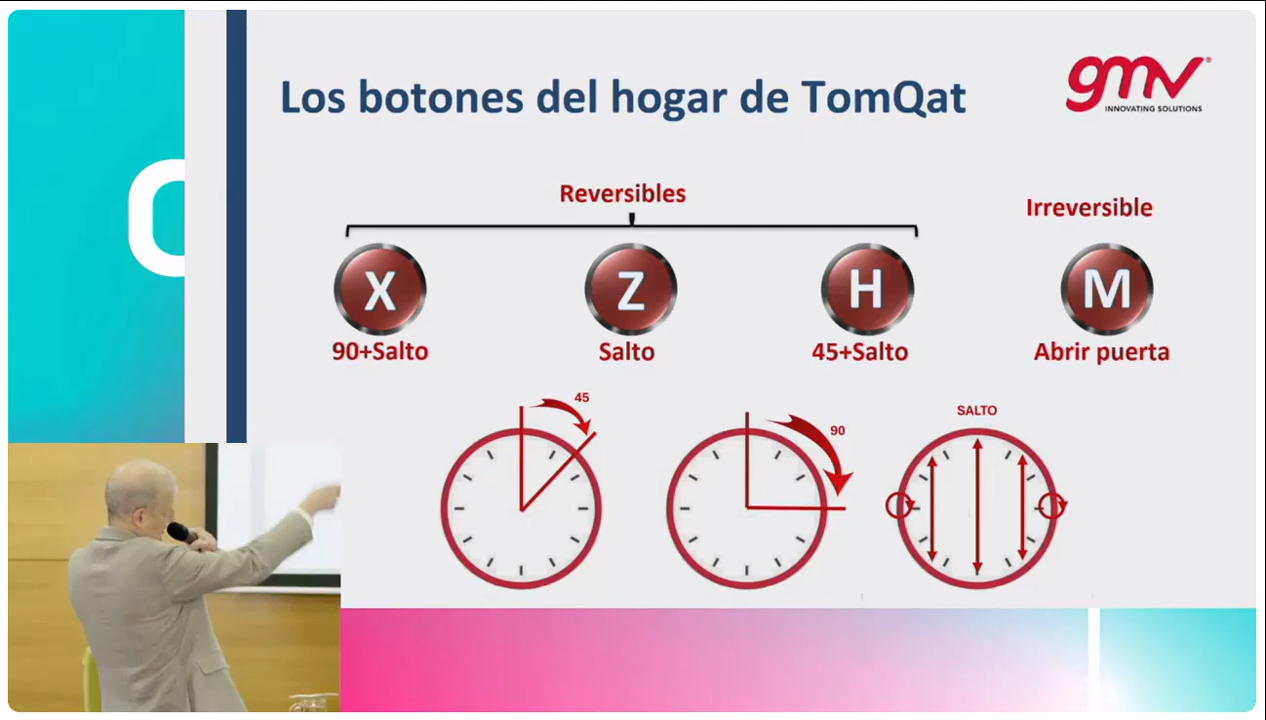 Los botones del hogar de TomQat
gmv®
INNOVATING SOLUTIONS
Reversibles
Irreversible
X
Z
H
M
90+Salto
Salto
45+Salto
Abrir puerta
45
90
SALTO